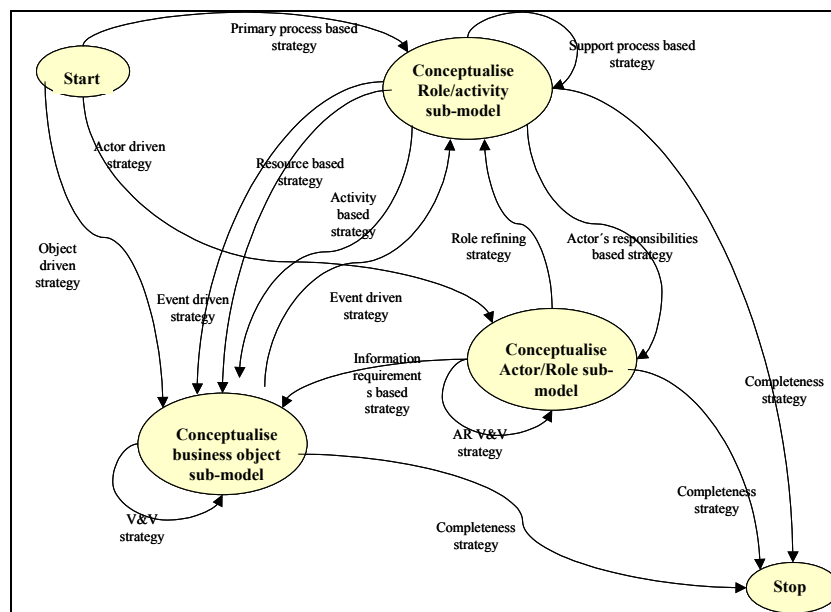 Primary process based
strategy
Start
Conceptualise
Role/activity
sub-model
Support process based
strategy
Actor driven
strategy
Resource based
strategy
Activity
based
strategy
Role refining
strategy
Actor´s responsibilities
based strategy
Object
driven
strategy
Event driven
strategy
Event driven
strategy
Conceptualise
Actor/Role sub-
model
Information
requirement
s based
strategy
Completeness
strategy
AR V&V
strategy
Conceptualise
business object
sub-model
V&V
strategy
Completeness
strategy
Completeness
strategy
Stop